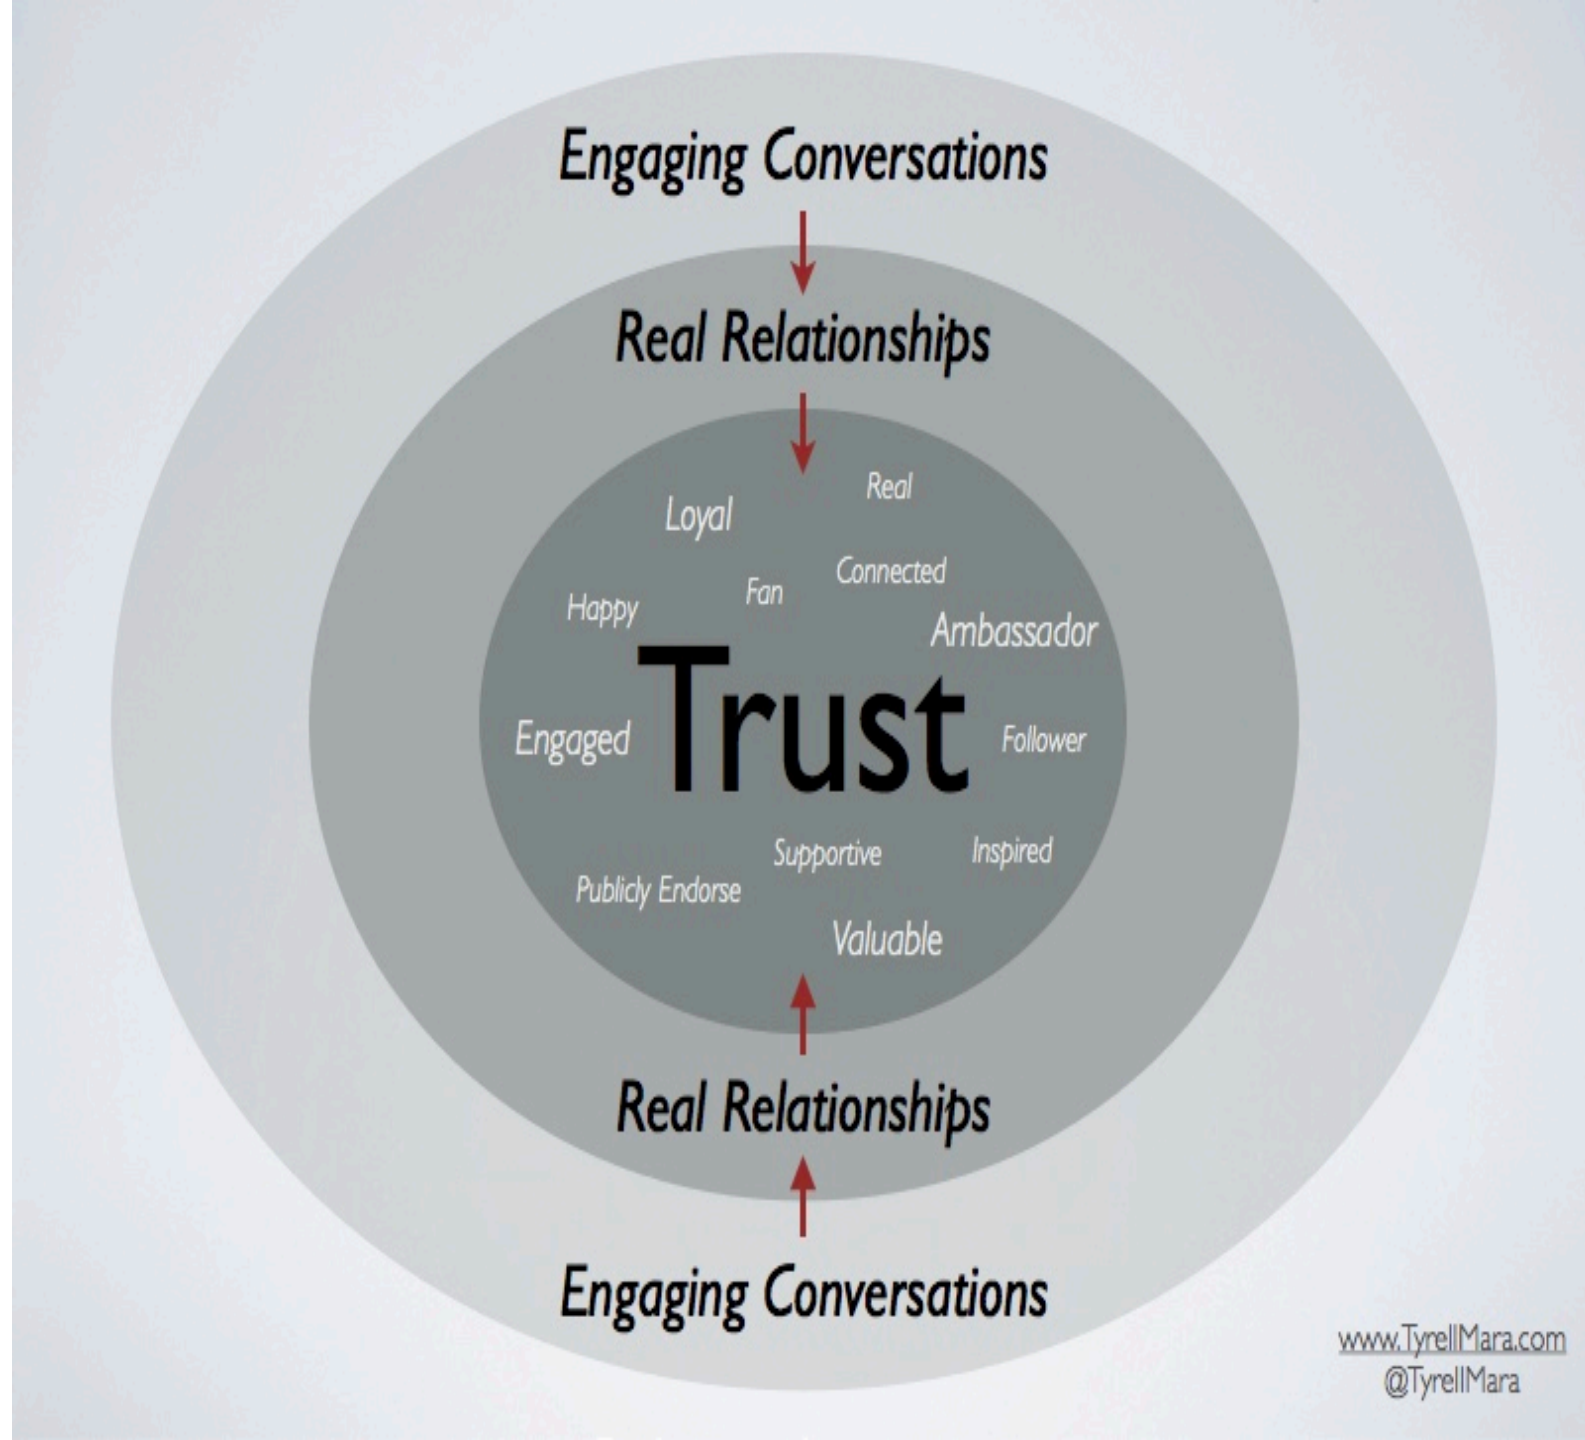 Engaging Conversations
Real Relationships
Real
Loyal
Connected
Fan
Happy
Ambassador
Trust
Engaged
Follower
Supportive
Inspired
Publicly Endorse
Valuable
Real Relationships
Engaging Conversations
www.TyrellMara.com
@TyrellMara